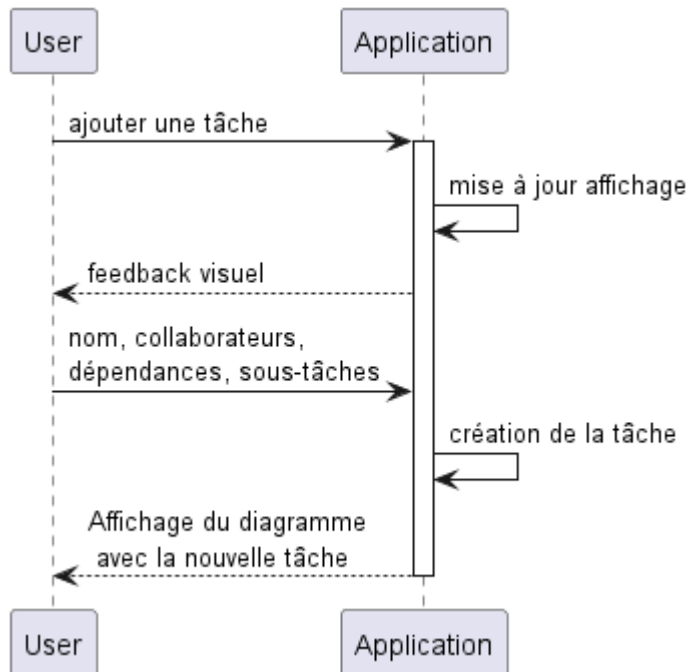 User
Application
ajouter une tâche
mise à jour affichage
feedback visuel
nom, collaborateurs,
dépendances, sous-tâches
création de la tâche
Affichage du diagramme
avec la nouvelle tâche
User
Application